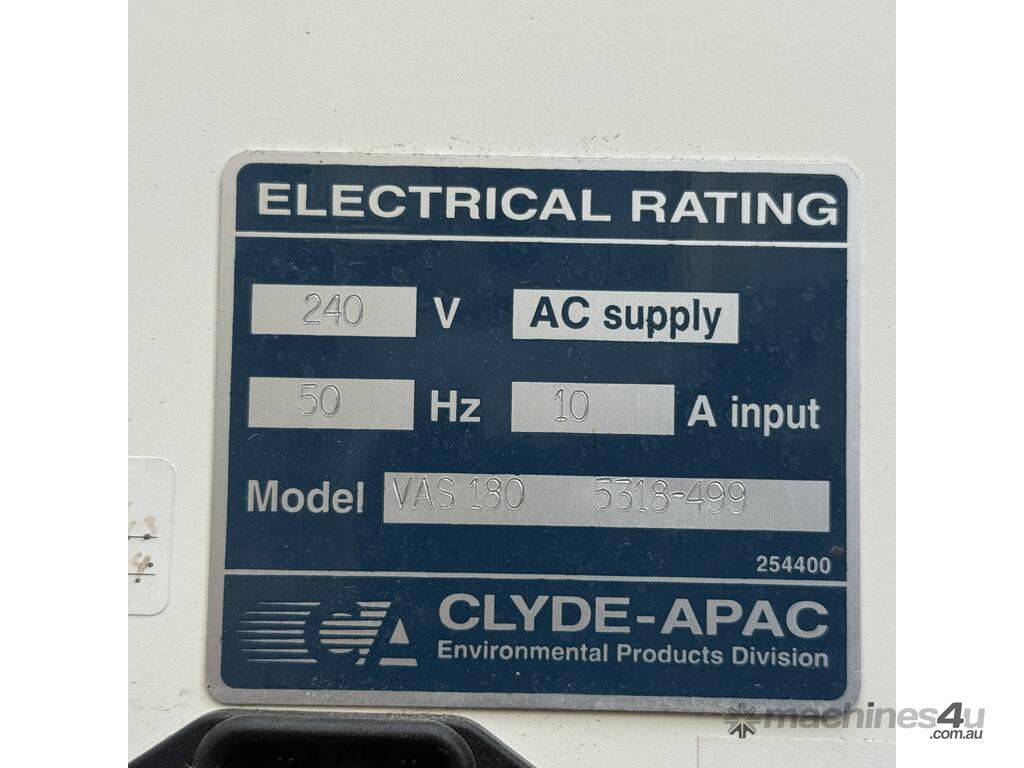 ELECTRICAL RATING
240 V AC supply
50 Hz 10 A input
Model VAS 180 5318-499
254400
CLYDE-APAC
Environmental Products Division
machines4u
.com.au
4